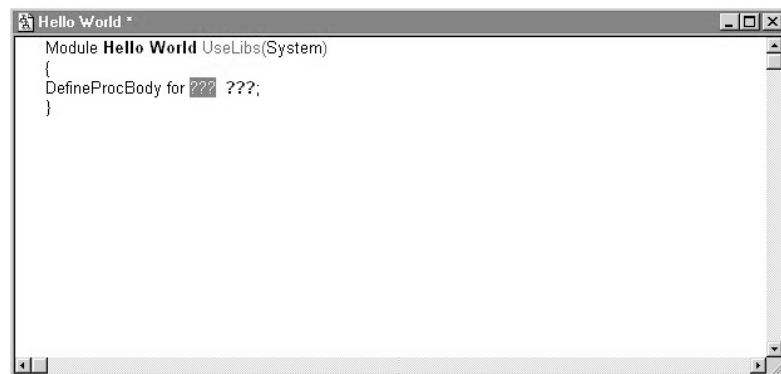 Hello World *
Module Hello World UseLibs(System)
{
DefineProcBody for ??? ???;
}